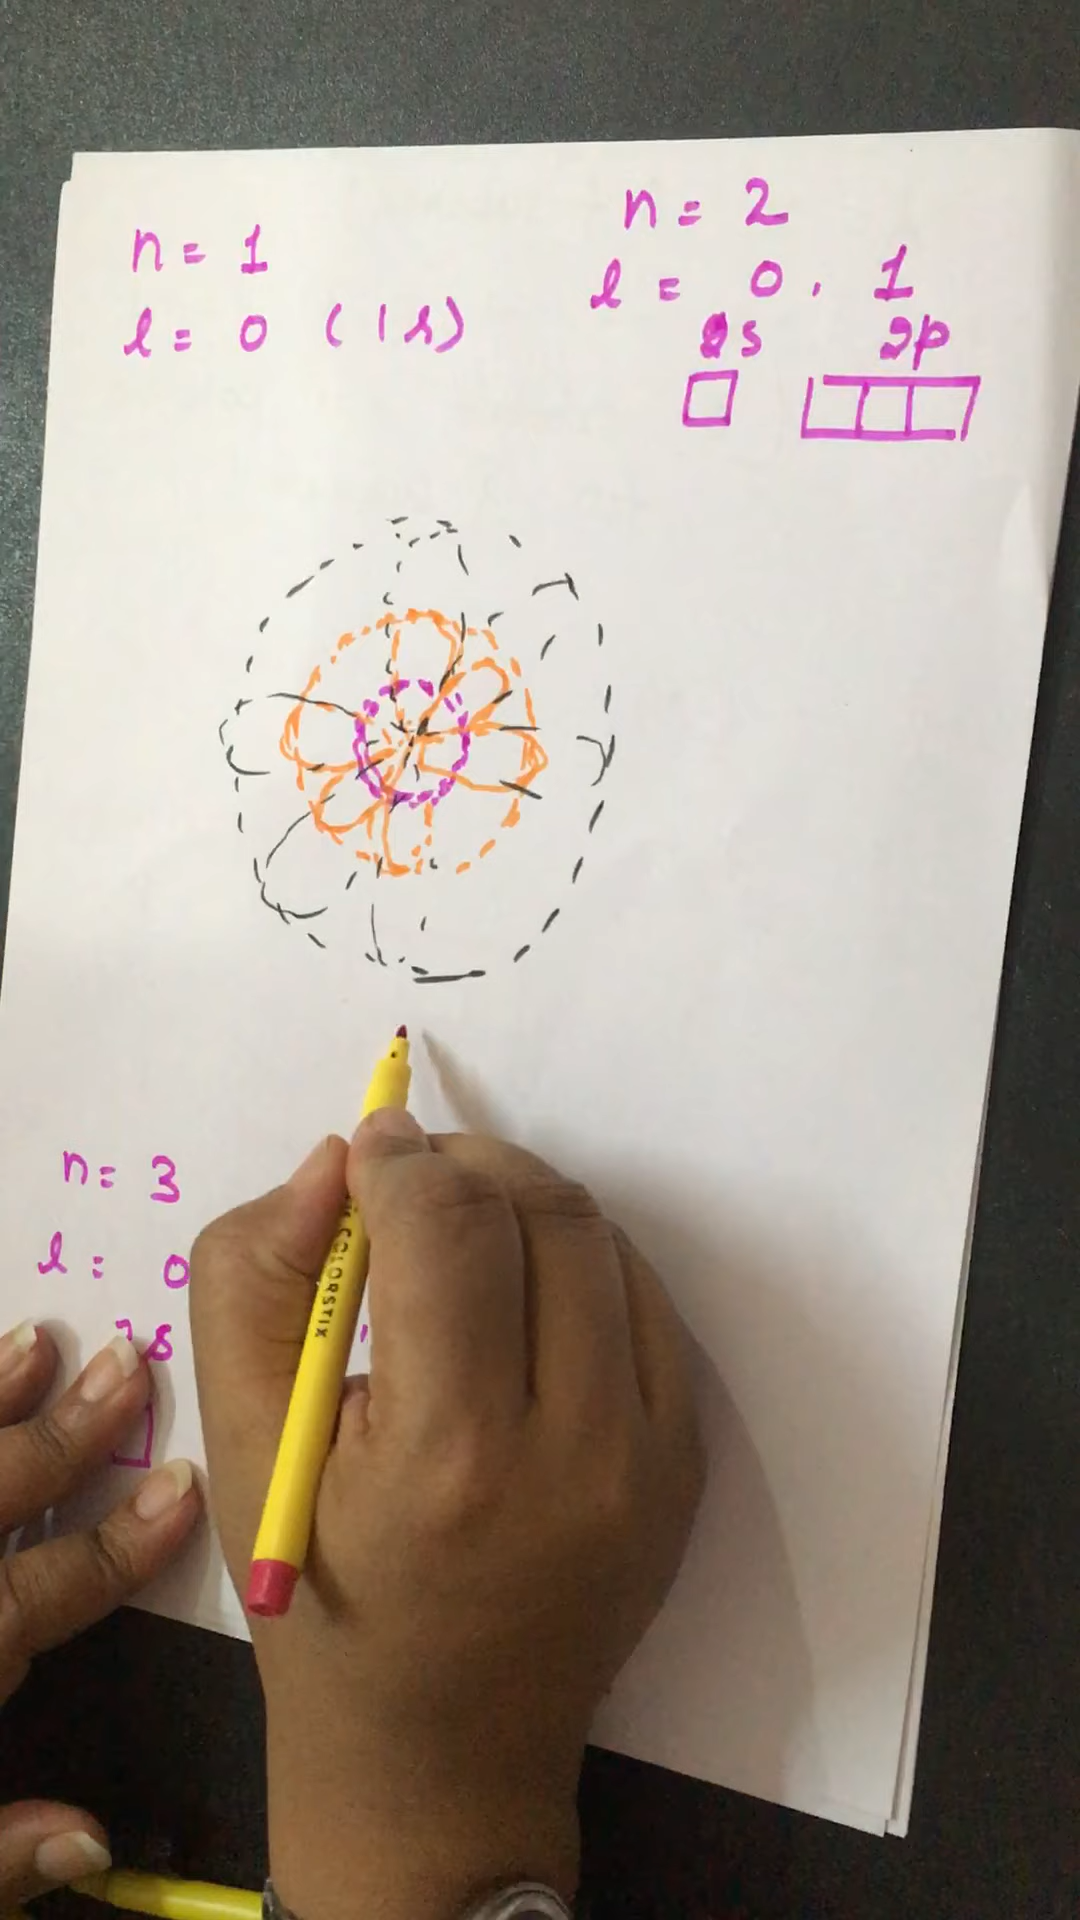 n = 1
l = 0 (1s)
n = 2
l = 0, 1
2s 2p
n = 3
l = 0
s
COLORSTIX